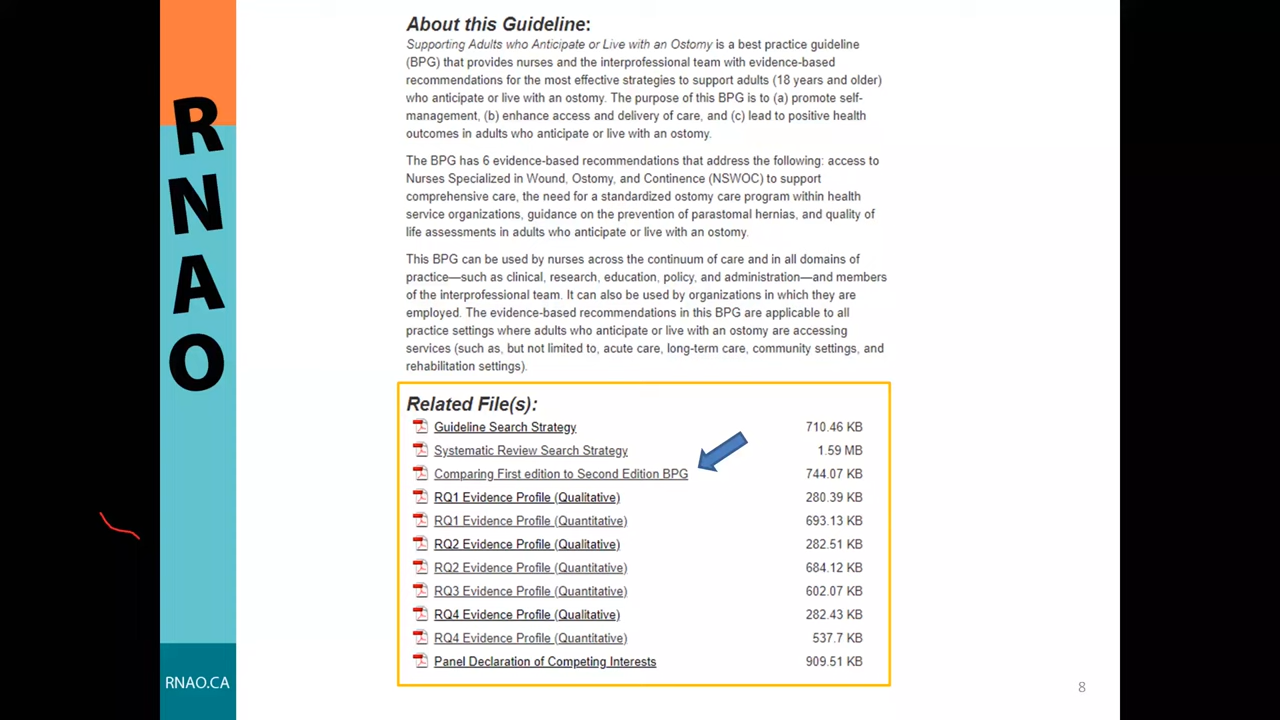 RNAO
About this Guideline:
Supporting Adults who Anticipate or Live with an Ostomy is a best practice guideline
(BPG) that provides nurses and the interprofessional team with evidence-based
recommendations for the most effective strategies to support adults (18 years and older)
who anticipate or live with an ostomy. The purpose of this BPG is to (a) promote self-
management, (b) enhance access and delivery of care, and (c) lead to positive health
outcomes in adults who anticipate or live with an ostomy.
The BPG has 6 evidence-based recommendations that address the following: access to
Nurses Specialized in Wound, Ostomy, and Continence (NSWOC) to support
comprehensive care, the need for a standardized ostomy care program within health
service organizations, guidance on the prevention of parastomal hernias, and quality of
life assessments in adults who anticipate or live with an ostomy.
This BPG can be used by nurses across the continuum of care and in all domains of
practice—such as clinical, research, education, policy, and administration—and members
of the interprofessional team. It can also be used by organizations in which they are
employed. The evidence-based recommendations in this BPG are applicable to all
practice settings where adults who anticipate or live with an ostomy are accessing
services (such as, but not limited to, acute care, long-term care, community settings, and
rehabilitation settings).
Related File(s):
Guideline Search Strategy 710.46 KB
Systematic Review Search Strategy 1.59 MB
Comparing First edition to Second Edition BPG 744.07 KB
RQ1 Evidence Profile (Qualitative) 280.39 KB
RQ1 Evidence Profile (Quantitative) 693.13 KB
RQ2 Evidence Profile (Qualitative) 282.51 KB
RQ2 Evidence Profile (Quantitative) 684.12 KB
RQ3 Evidence Profile (Quantitative) 602.07 KB
RQ4 Evidence Profile (Qualitative) 282.43 KB
RQ4 Evidence Profile (Quantitative) 537.7 KB
Panel Declaration of Competing Interests 909.51 KB
RNAO.CA
8